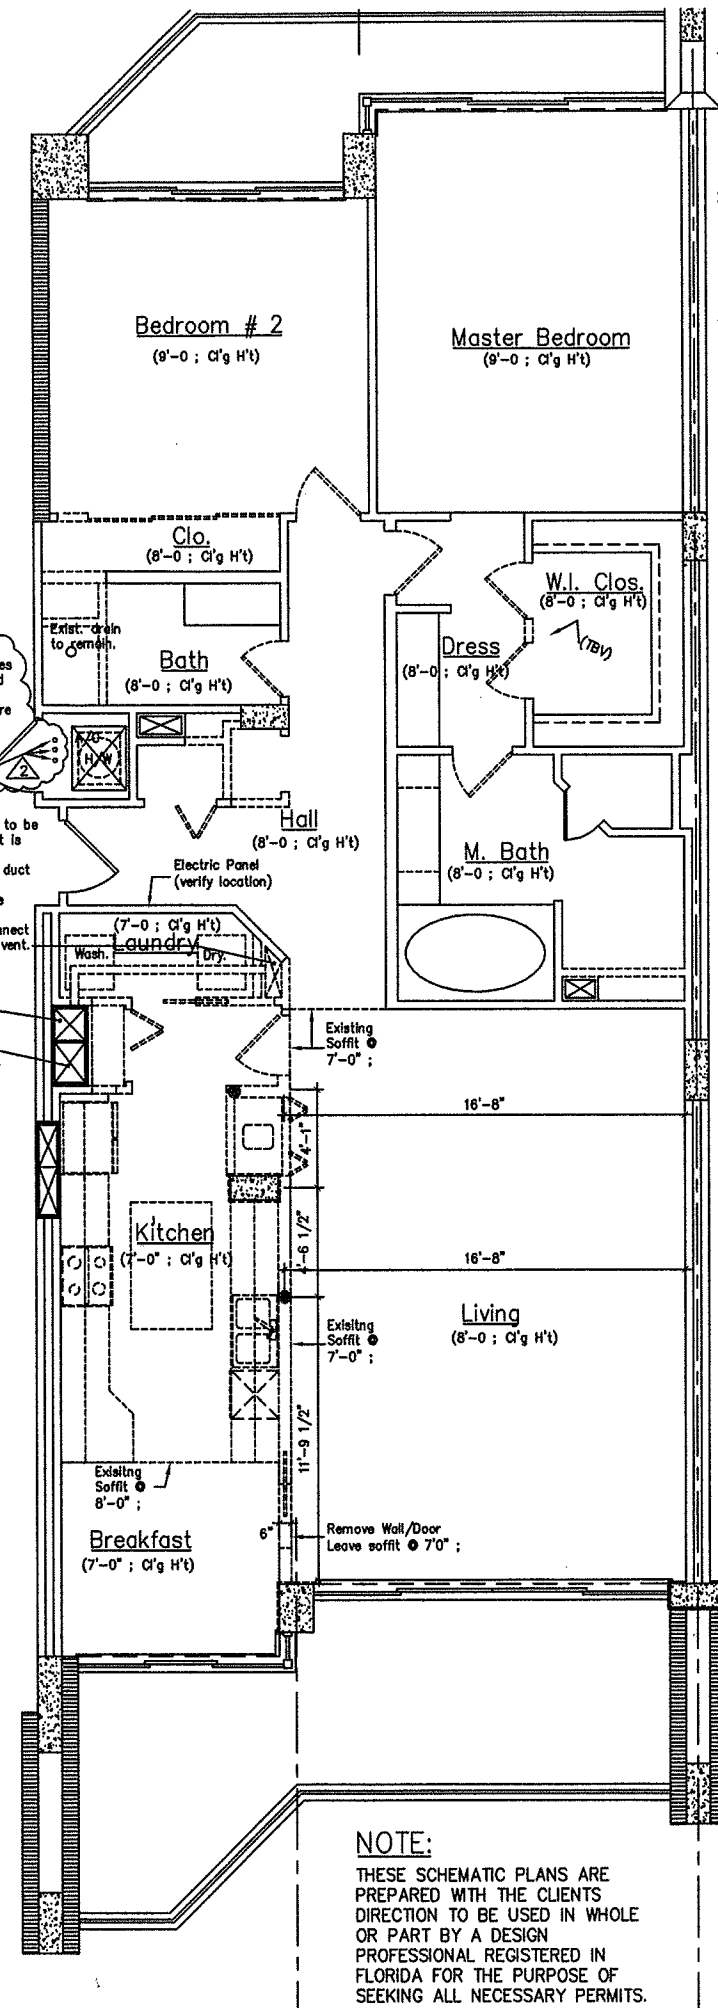 Bedroom # 2
(9'-0 ; Cl'g H't)
Master Bedroom
(9'-0 ; Cl'g H't)
Clo.
(8'-0 ; Cl'g H't)
W.I. Clos.
(8'-0 ; Cl'g H't)
(TBV)
Exist. drain
to remain.
Bath
(8'-0 ; Cl'g H't)
Dress
(8'-0 ; Cl'g H't)
A/C
H/W
2
to be
is
duct
Hall
(8'-0 ; Cl'g H't)
M. Bath
(8'-0 ; Cl'g H't)
Electric Panel
(verify location)
(7'-0 ; Cl'g H't)
Laundry
Wash.
Dry.
vent.
Existing
Soffit @
7'-0" ;
16'-8"
4'-1"
Kitchen
(7'-0" ; Cl'g H't)
4'-6 1/2"
16'-8"
Living
(8'-0 ; Cl'g H't)
Exisitng
Soffit @
7'-0" ;
11'-9 1/2"
Exisitng
Soffit @
8'-0" ;
Breakfast
(7'-0" ; Cl'g H't)
6"
Remove Wall/Door
Leave soffit @ 7'0" ;
NOTE:
THESE SCHEMATIC PLANS ARE
PREPARED WITH THE CLIENTS
DIRECTION TO BE USED IN WHOLE
OR PART BY A DESIGN
PROFESSIONAL REGISTERED IN
FLORIDA FOR THE PURPOSE OF
SEEKING ALL NECESSARY PERMITS.